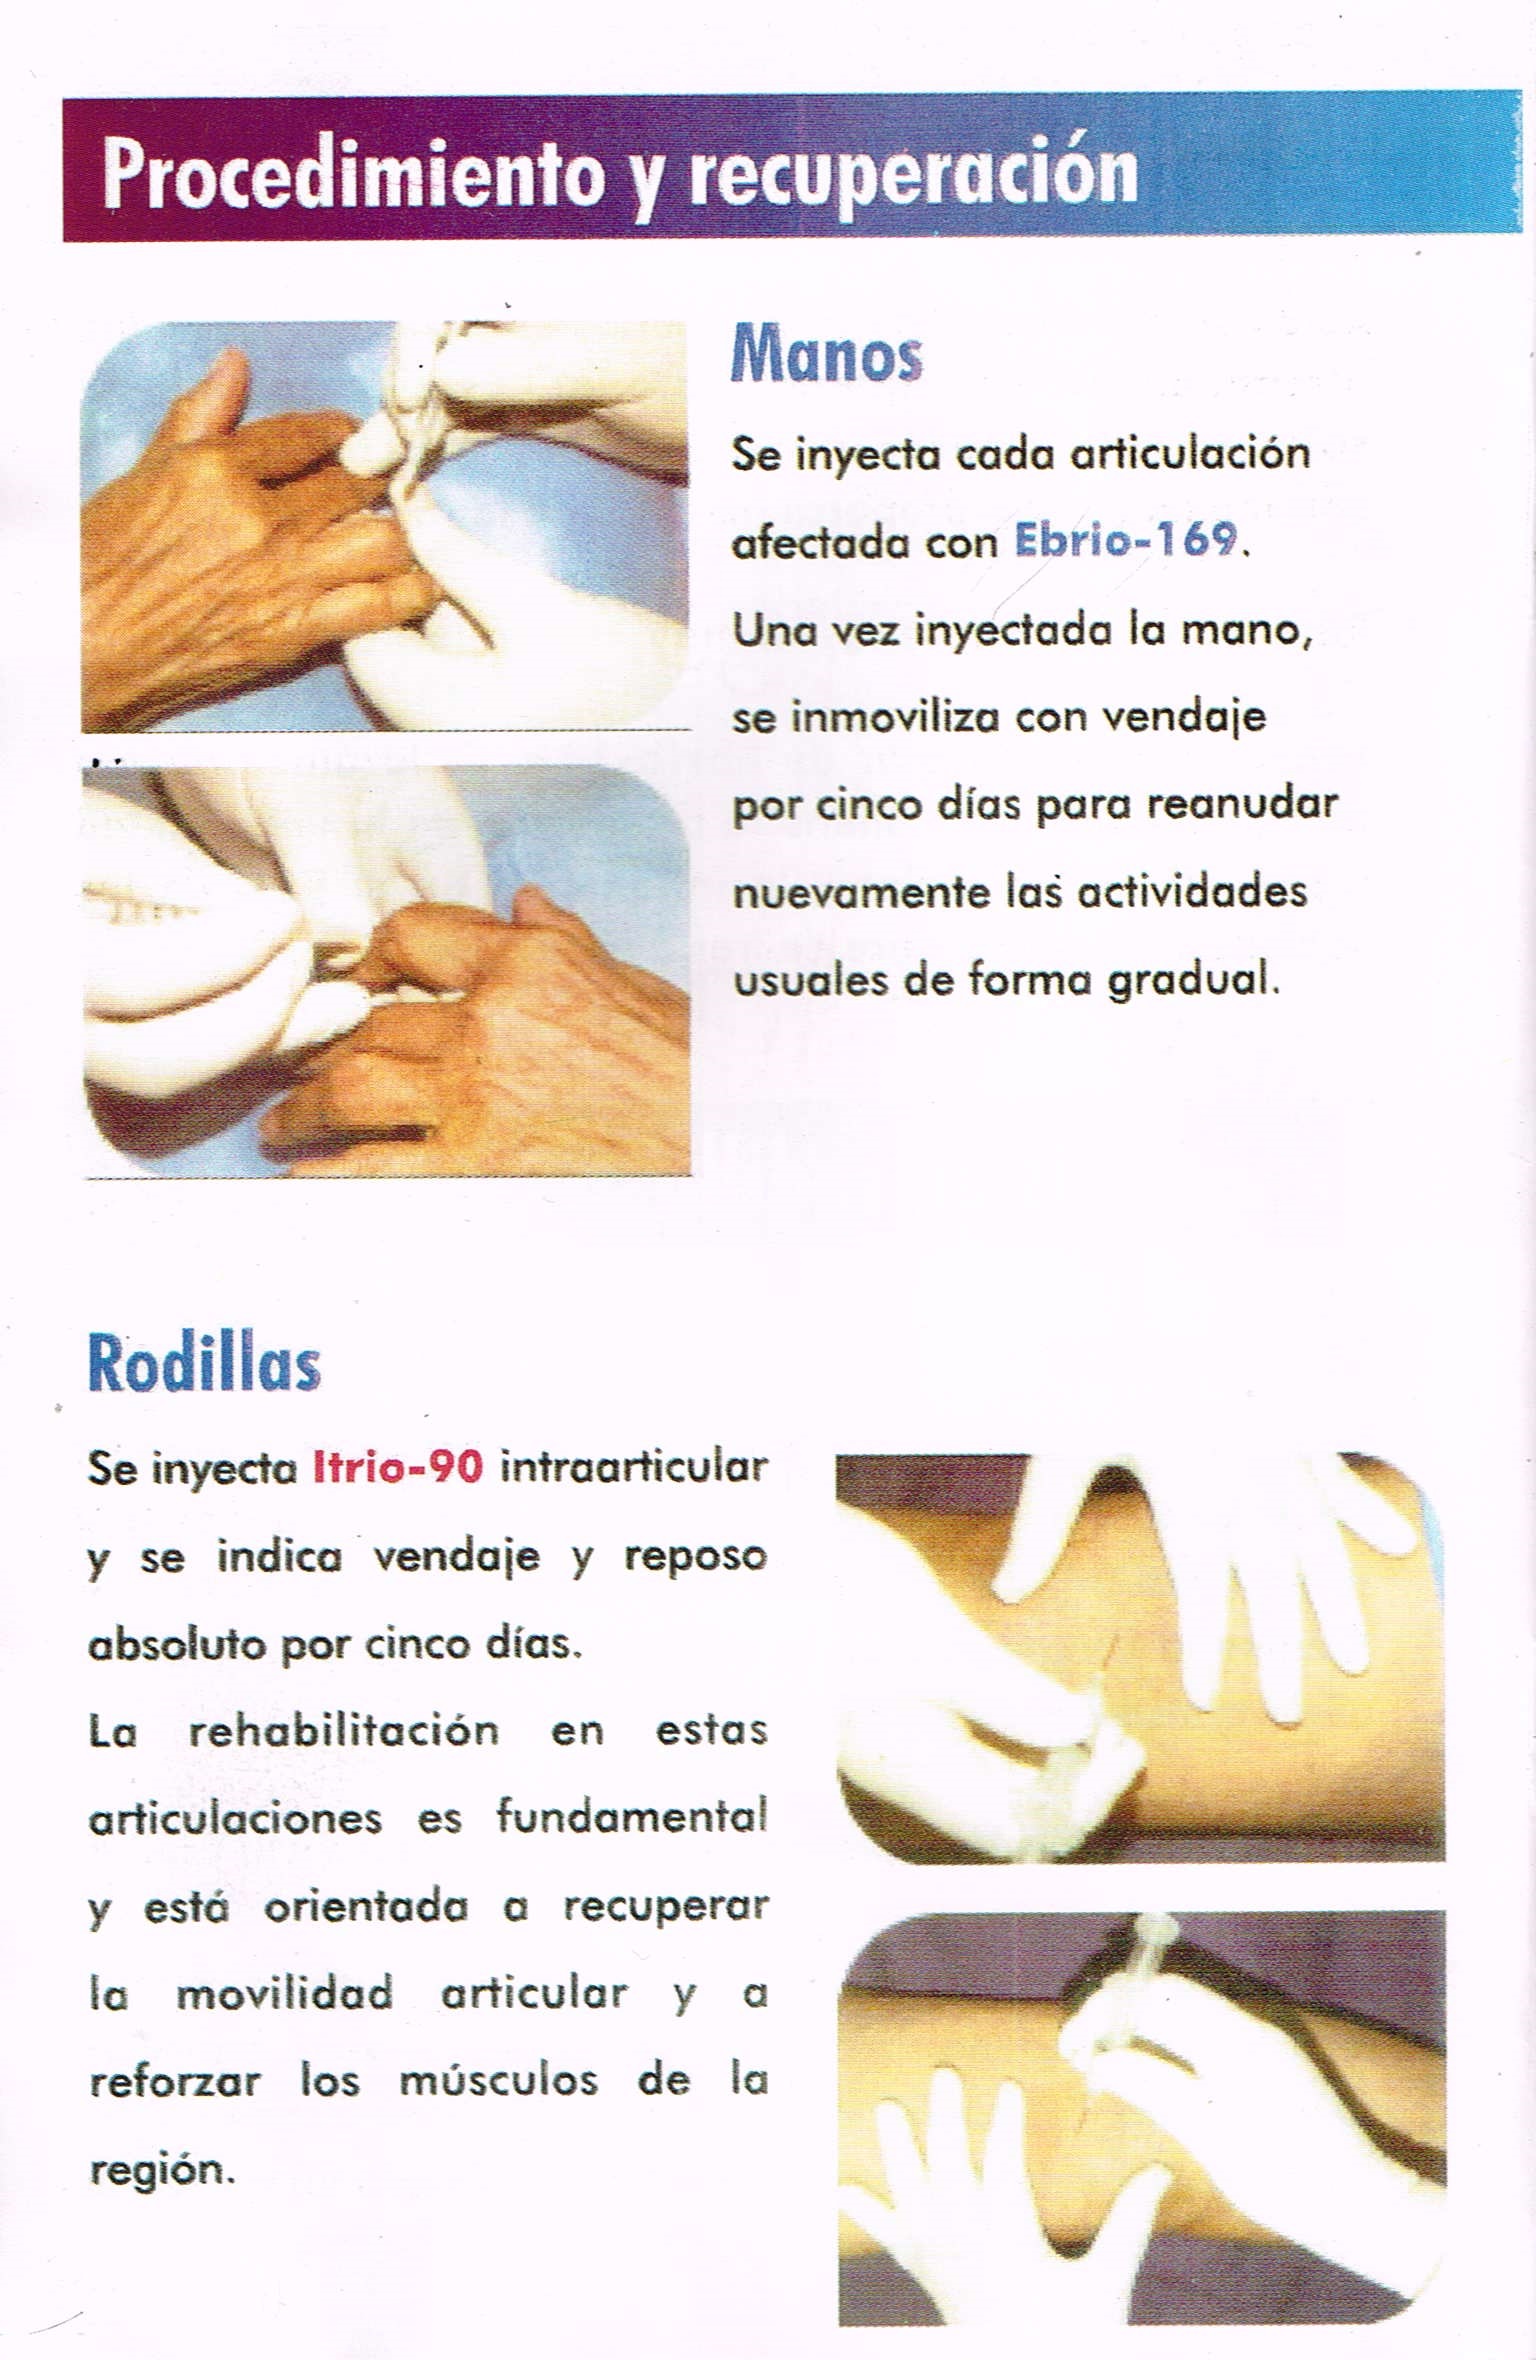 Procedimiento y recuperación
Manos
Se inyecta cada articulación
afectada con Ebrio-169.
Una vez inyectada la mano,
se inmoviliza con vendaje
por cinco días para reanudar
nuevamente las actividades
usuales de forma gradual.
Rodillas
Se inyecta Itrio-90 intraarticular
y se indica vendaje y reposo
absoluto por cinco días.
La rehabilitación en estas
articulaciones es fundamental
y está orientada a recuperar
la movilidad articular y a
reforzar los músculos de la
región.